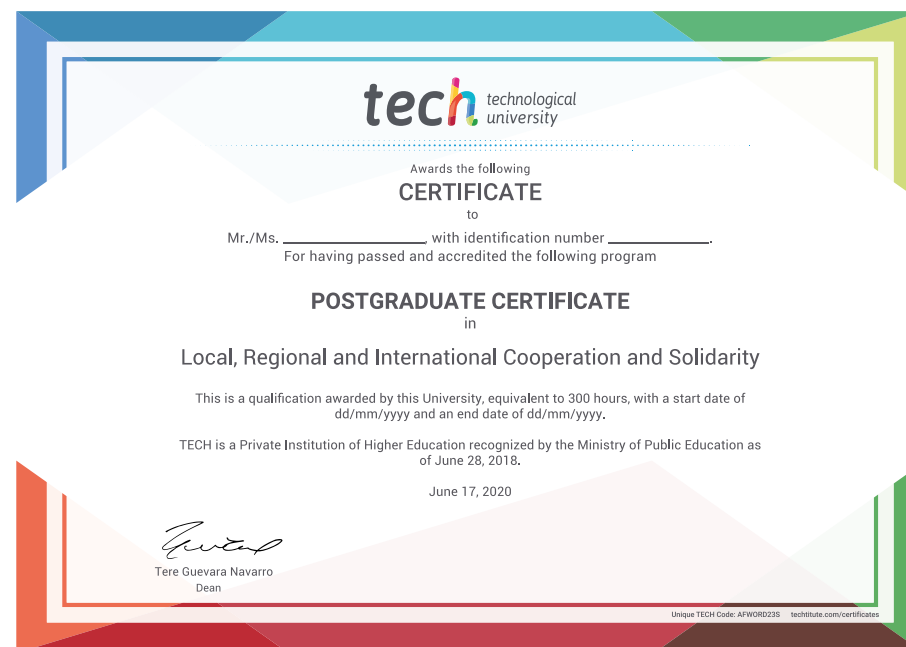 tech technological
university
Awards the following
CERTIFICATE
to
Mr./Ms. ____________________, with identification number ______________.
For having passed and accredited the following program
POSTGRADUATE CERTIFICATE
in
Local, Regional and International Cooperation and Solidarity
This is a qualification awarded by this University, equivalent to 300 hours, with a start date of
dd/mm/yyyy and an end date of dd/mm/yyyy.
TECH is a Private Institution of Higher Education recognized by the Ministry of Public Education as
of June 28, 2018.
June 17, 2020
Tere Guevara Navarro
Dean
Unique TECH Code: AFWORD23S techtitute.com/certificates